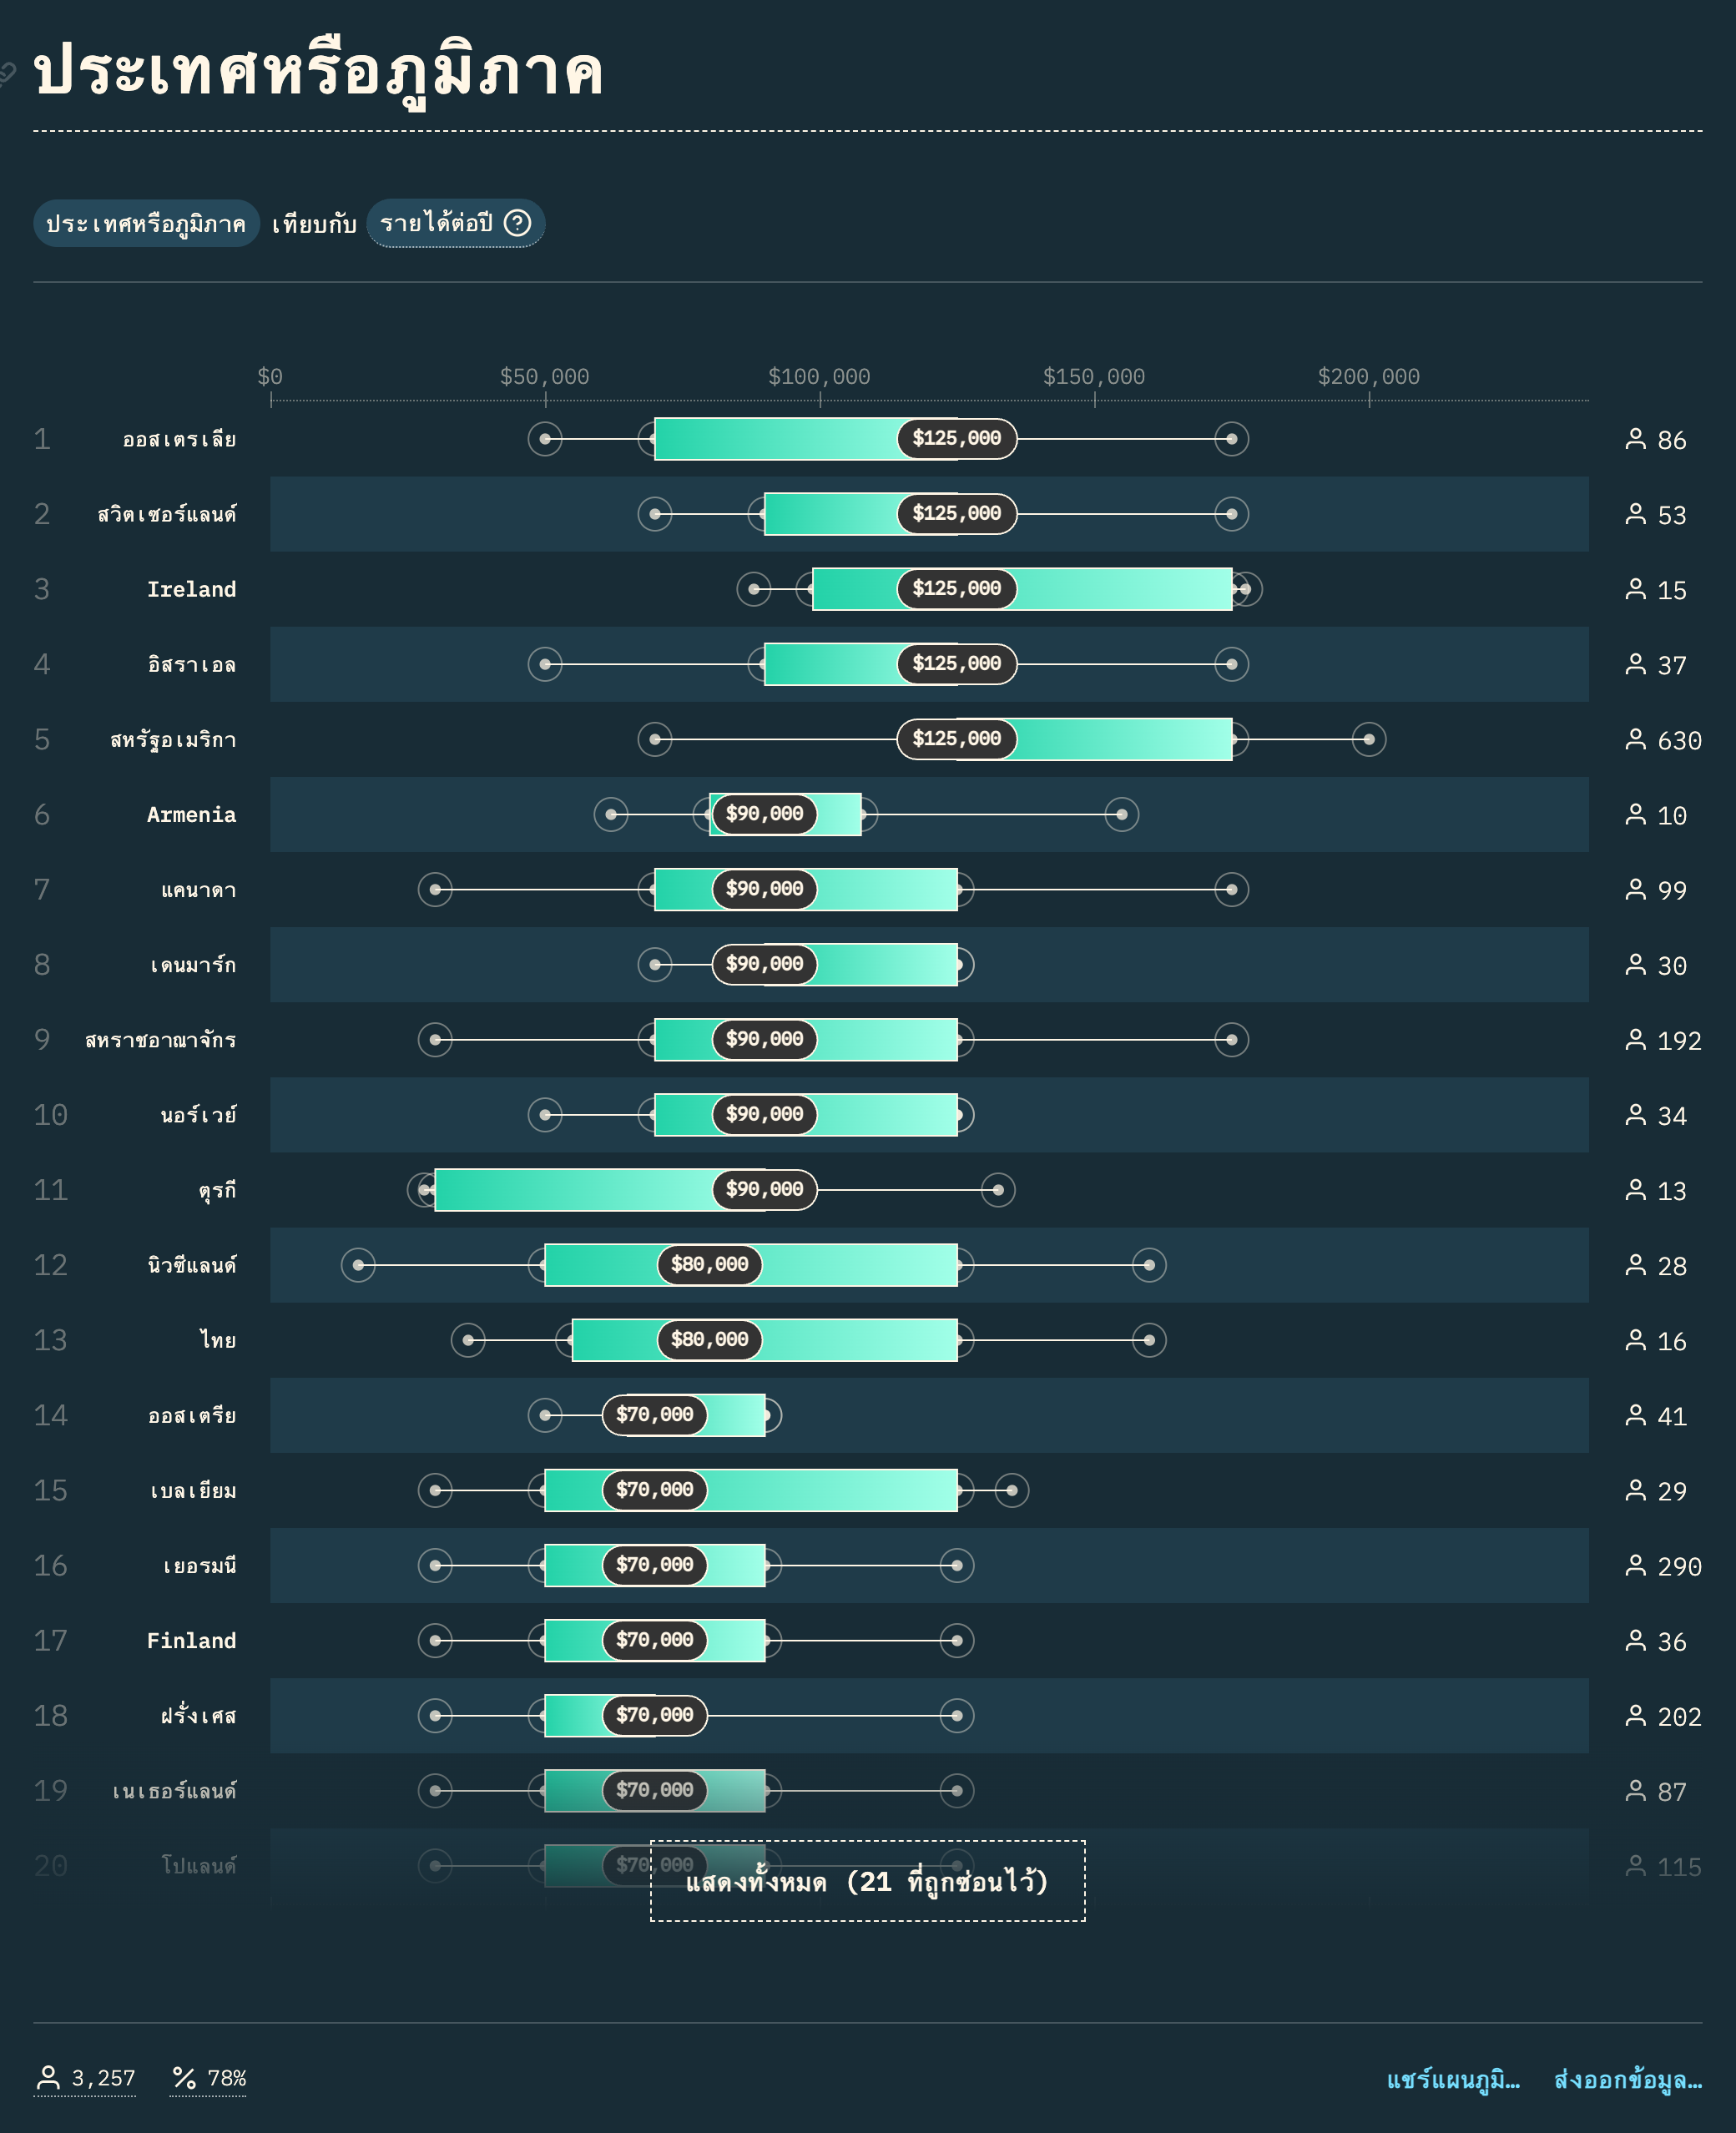 ประเทศหรือภูมิภาค
ประเทศหรือภูมิภาค เทียบกับ รายได้ต่อปี ?
$0 $50,000 $100,000 $150,000 $200,000
1 ออสเตรเลีย $125,000 86
2 สวิตเซอร์แลนด์ $125,000 53
3 Ireland $125,000 15
4 อิสราเอล $125,000 37
5 สหรัฐอเมริกา $125,000 630
6 Armenia $90,000 10
7 แคนาดา $90,000 99
8 เดนมาร์ก $90,000 30
9 สหราชอาณาจักร $90,000 192
10 นอร์เวย์ $90,000 34
11 ตุรกี $90,000 13
12 นิวซีแลนด์ $80,000 28
13 ไทย $80,000 16
14 ออสเตรีย $70,000 41
15 เบลเยียม $70,000 29
16 เยอรมนี $70,000 290
17 Finland $70,000 36
18 ฝรั่งเศส $70,000 202
19 เนเธอร์แลนด์ $70,000 87
20 โปแลนด์ $70,000 115
แสดงทั้งหมด (21 ที่ถูกซ่อนไว้)
3,257 % 78% แชร์แผนภูมิ… ส่งออกข้อมูล…